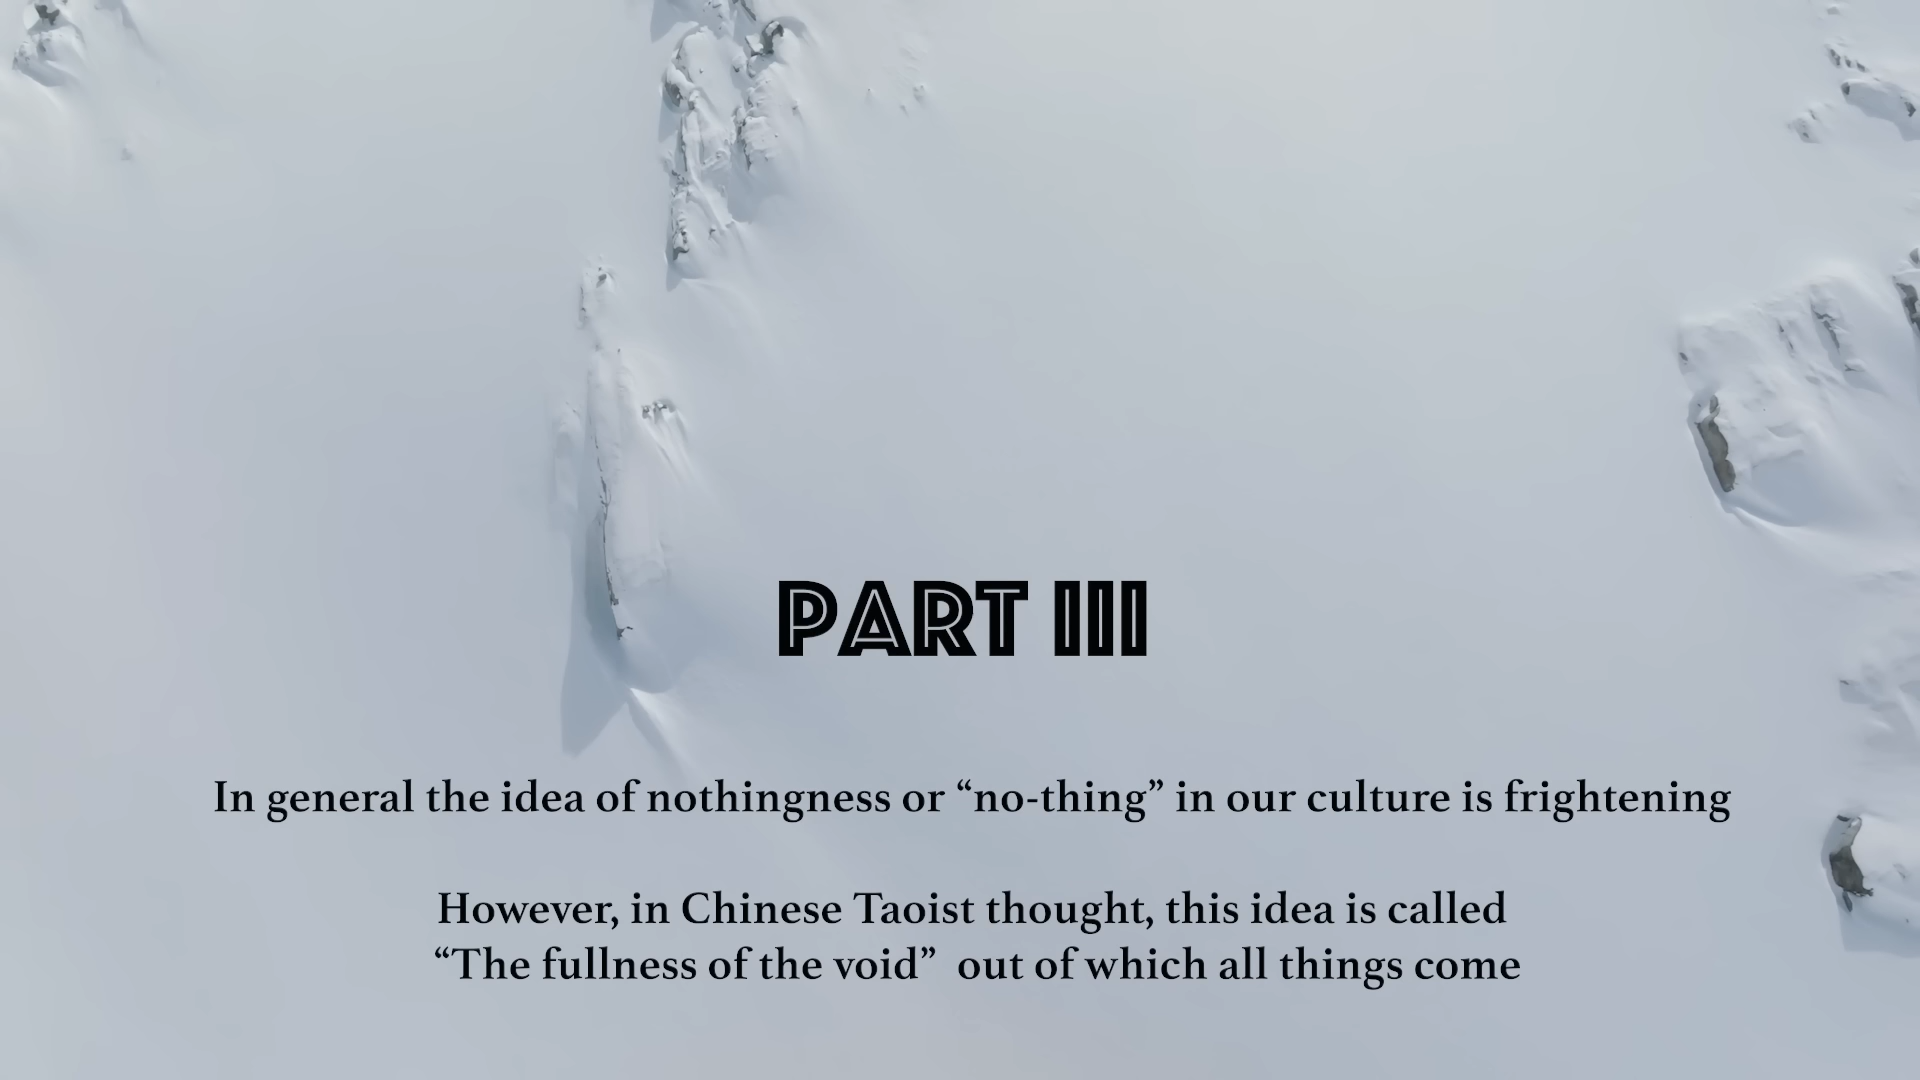 PART III
In general the idea of nothingness or “no-thing” in our culture is frightening
However, in Chinese Taoist thought, this idea is called
“The fullness of the void”  out of which all things come